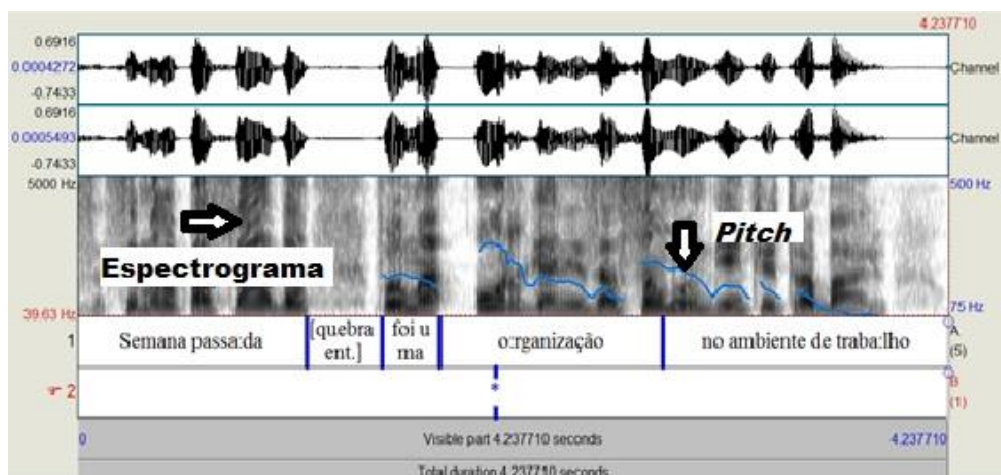 4.237710
0.6916
0.0004272
-0.7433
Channel
0.6916
0.0005493
-0.7433
Channel
5000 Hz
500 Hz
Espectrograma
Pitch
39.63 Hz
75 Hz
1
Semana passa:da
[quebra
ent.]
foi u
ma
o:rganização
no ambiente de traba:lho
A
(5)
2
*
B
(1)
0
Visible part 4.237710 seconds
4.237710
Total duration 4.237710 seconds